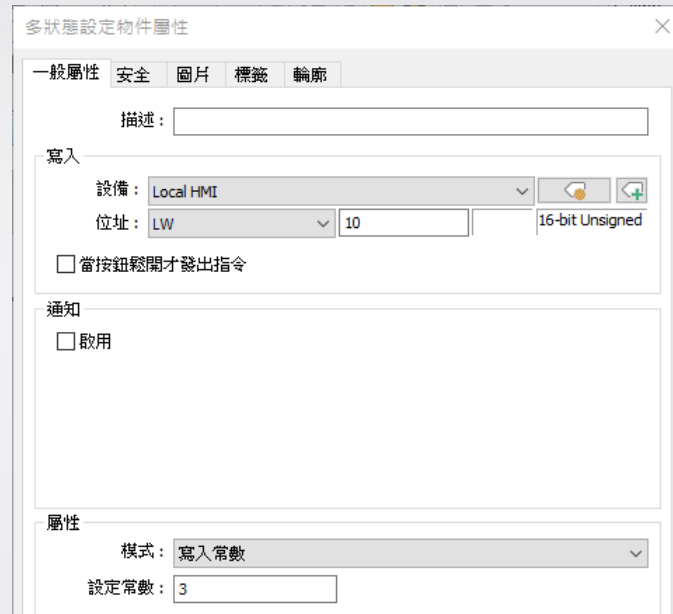 多狀態設定物件屬性
一般屬性 安全 圖片 標籤 輪廓
描述：
寫入
設備： Local HMI
位址： LW 10 16-bit Unsigned
當按鈕鬆開才發出指令
通知
啟用
屬性
模式： 寫入常數
設定常數： 3